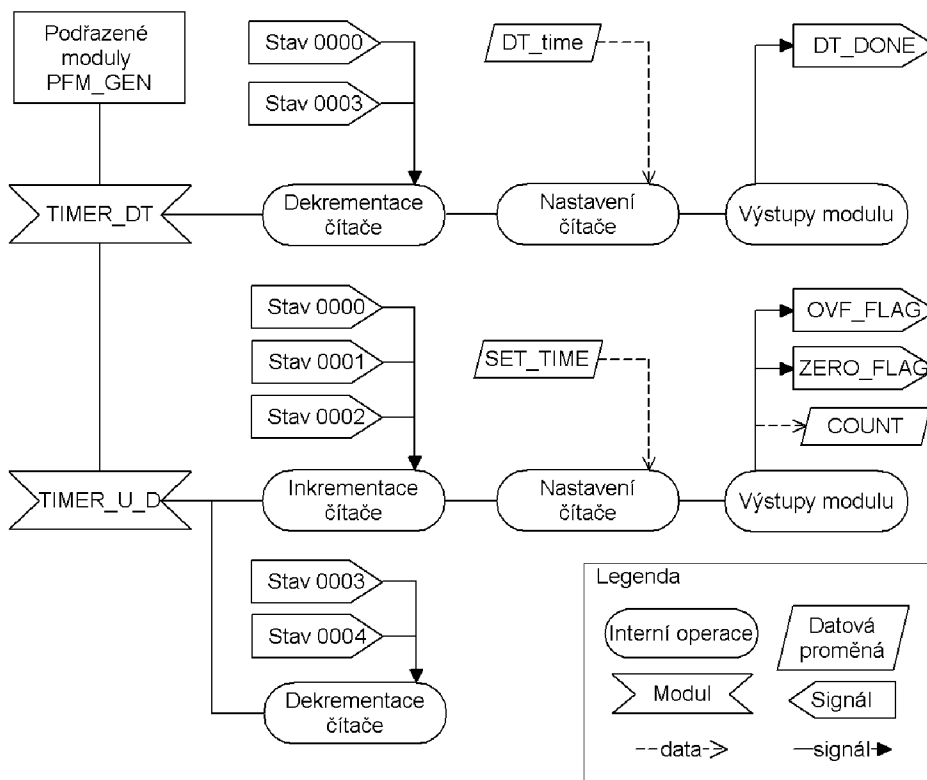 Podřazené
moduly
PFM_GEN
Stav 0000
Stav 0003
DT_time
DT_DONE
TIMER_DT
Dekrementace
čítače
Nastavení
čítače
Výstupy modulu
Stav 0000
Stav 0001
Stav 0002
SET_TIME
OVF_FLAG
ZERO_FLAG
COUNT
TIMER_U_D
Inkrementace
čítače
Nastavení
čítače
Výstupy modulu
Stav 0003
Stav 0004
Dekrementace
čítače
Legenda
Interní operace
Datová
proměná
Modul
Signál
data
signál